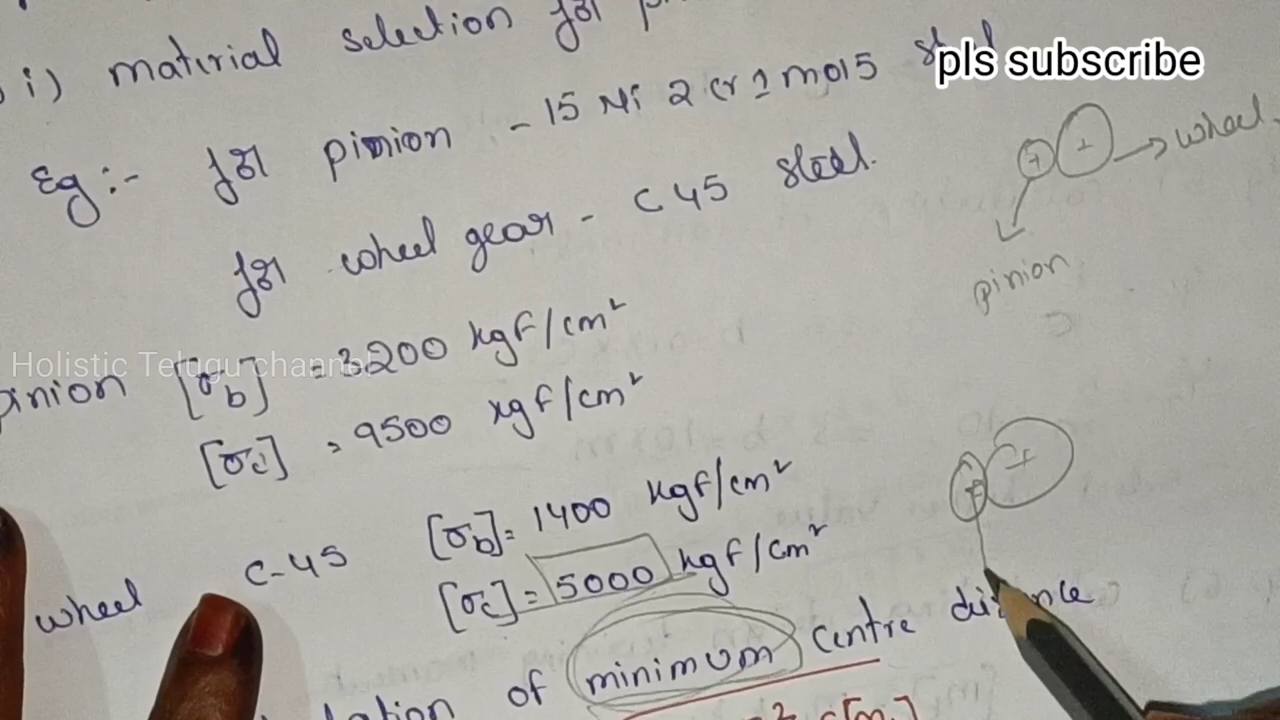 i) material selection for
pls subscribe
Eg:- for pinion - 15 Ni 2 Cr 1 Mo15 steel
→ wheel.
for wheel gear - C45 steel.
pinion
Holistic Telugu channel
pinion [σb] = 3200 kgf/cm²
[σc] = 9500 kgf/cm²
wheel C-45 [σb] = 1400 kgf/cm²
[σc] = 5000 kgf/cm²
of minimum centre distance